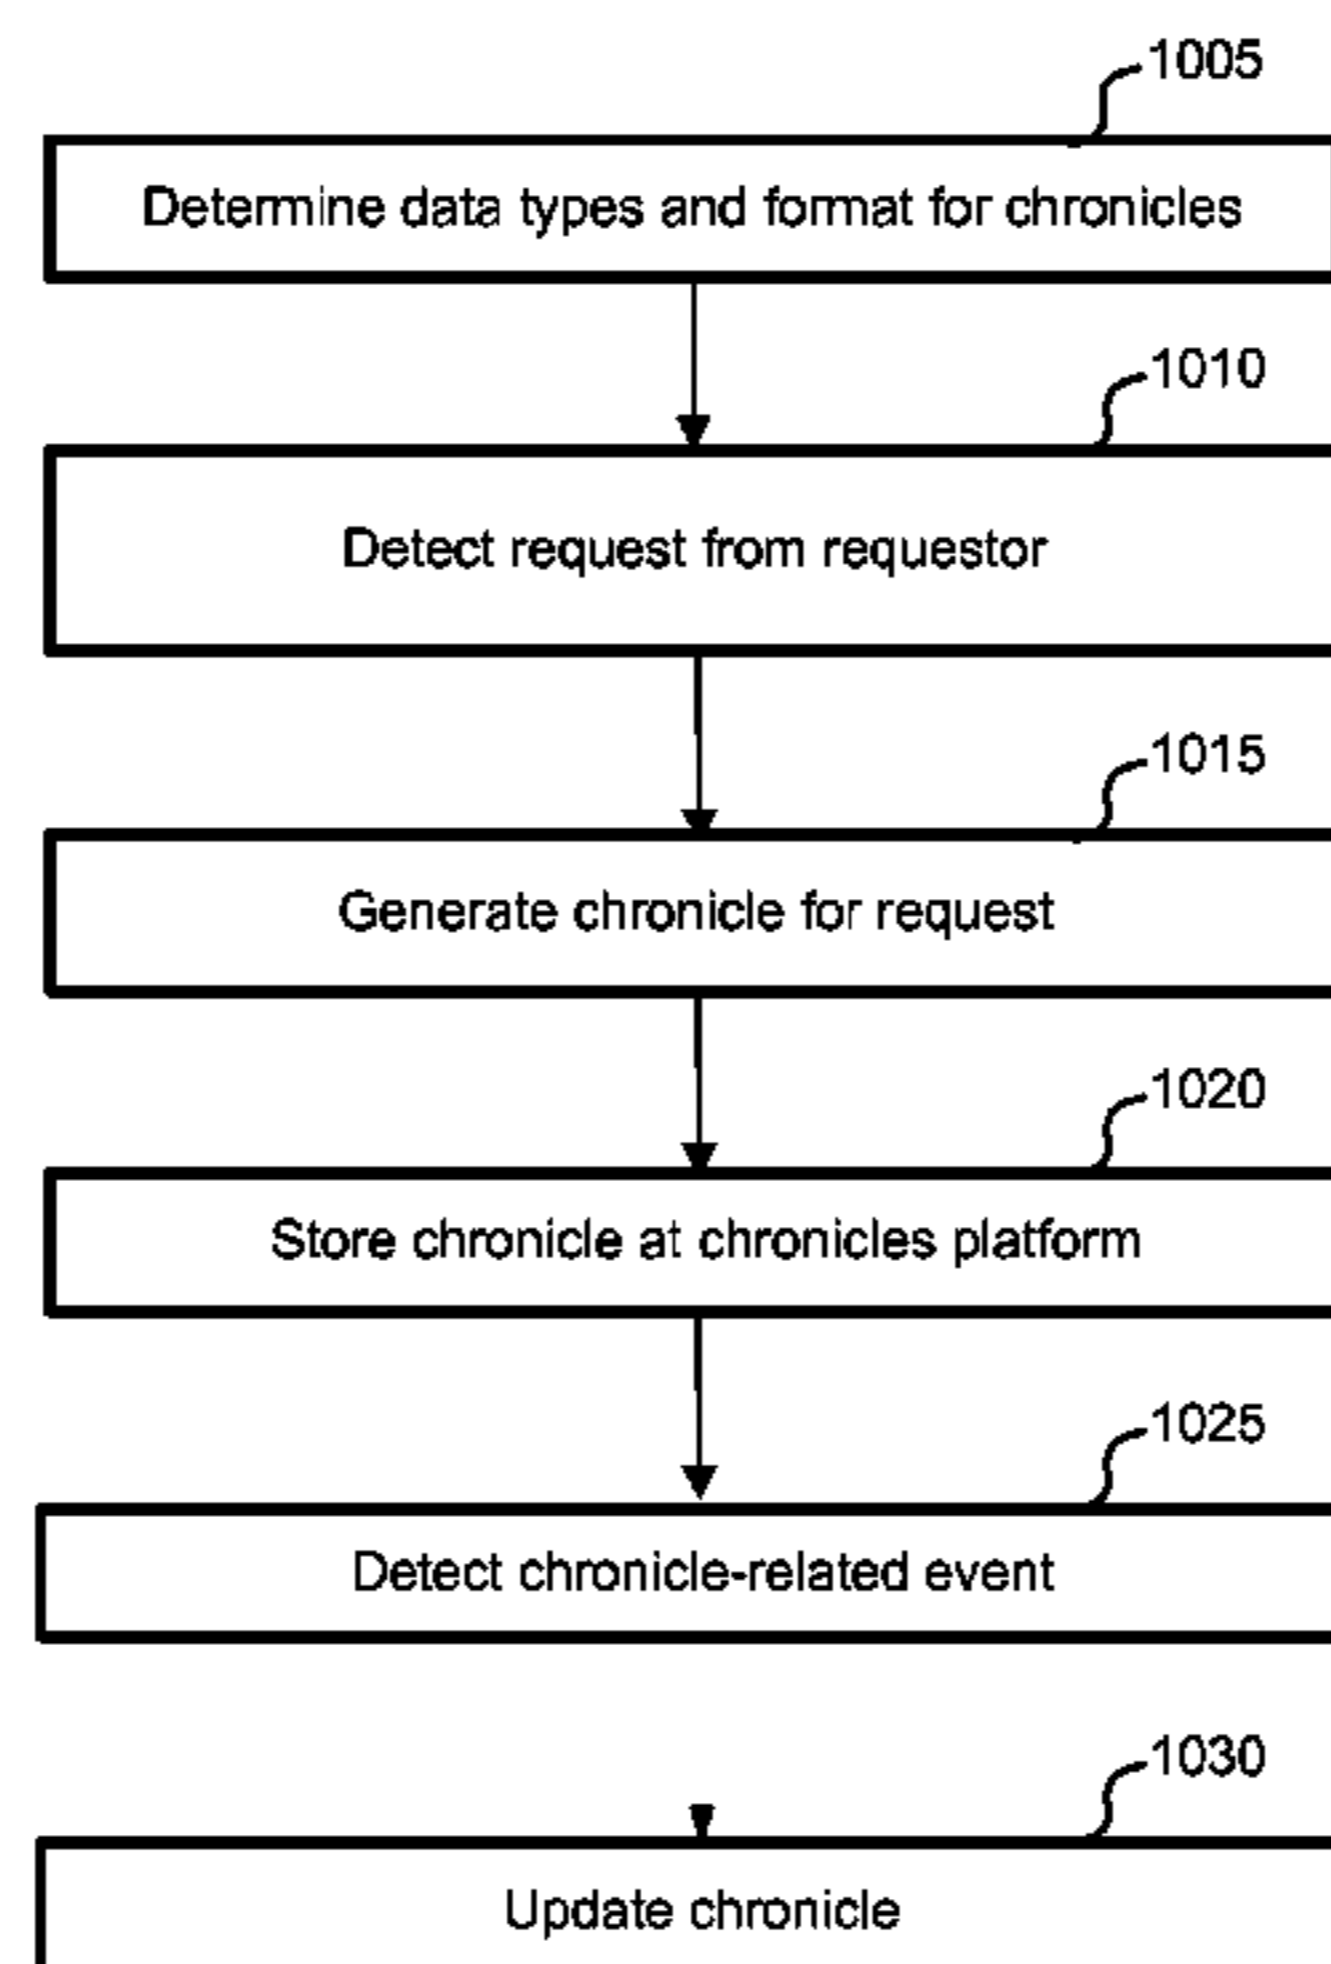 1005
Determine data types and format for chronicles
1010
Detect request from requestor
1015
Generate chronicle for request
1020
Store chronicle at chronicles platform
1025
Detect chronicle-related event
1030
Update chronicle